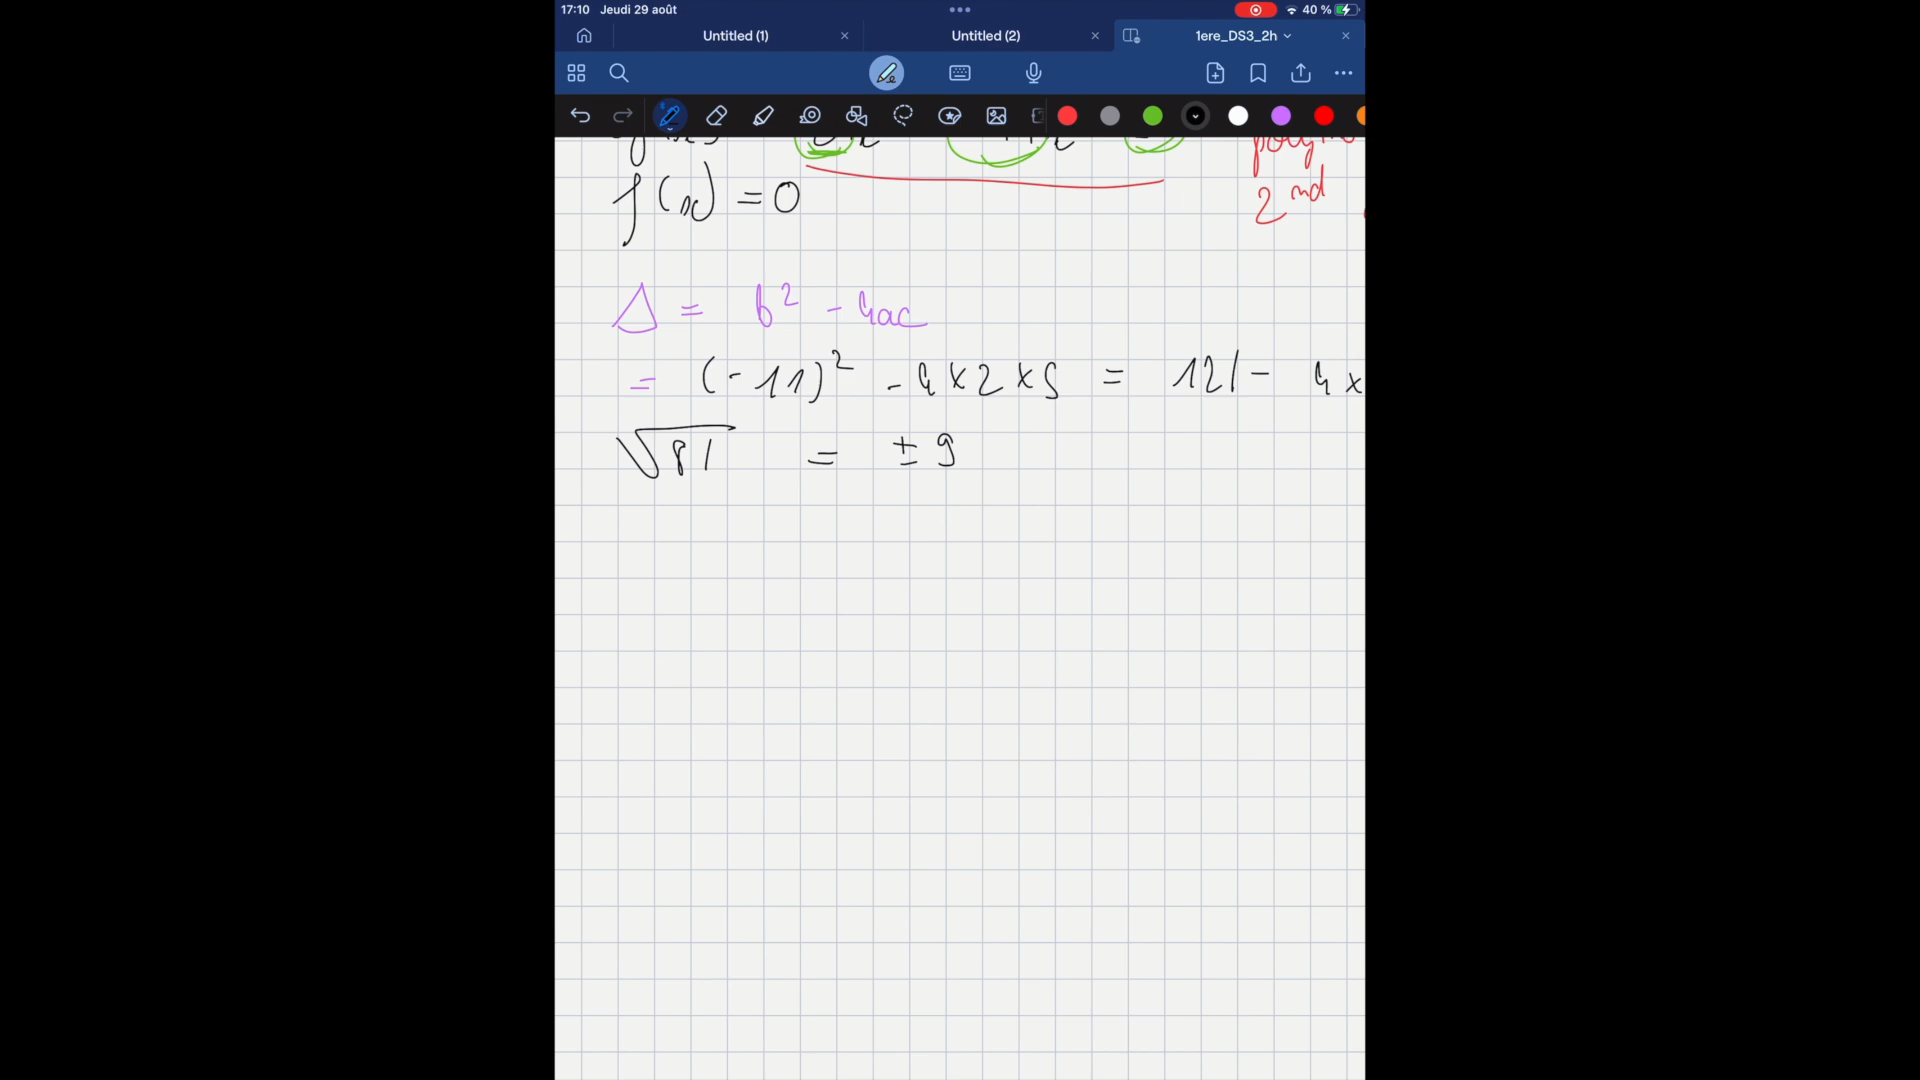 17:10 Jeudi 29 août 40 %
Untitled (1) Untitled (2) 1ere_DS3_2h
f(x) = 0
2nd
Δ = b² - 4ac
= (-11)² - 4×2×5 = 121 - 4×
√81 = ±9